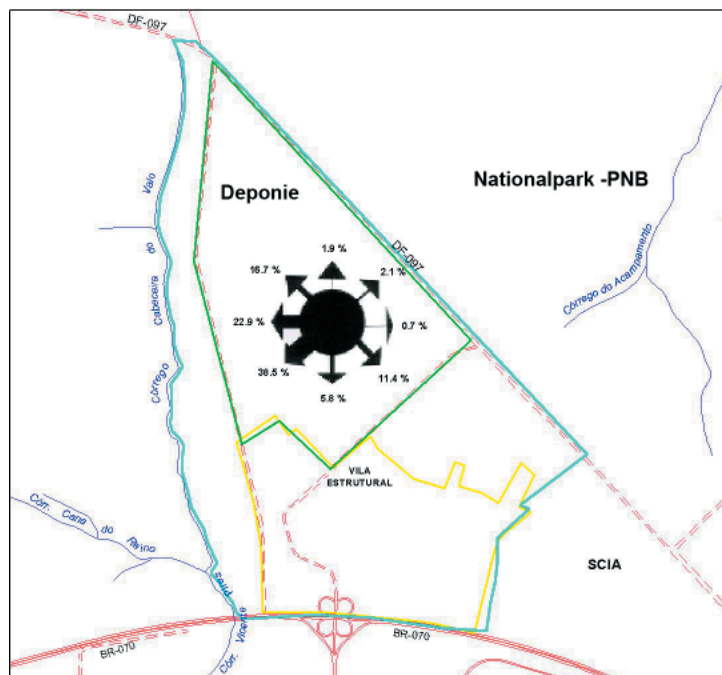 DF-097
Valo
do
Cabeceira
Córrego
Deponie
Nationalpark -PNB
DF-097
Córrego do Acampamento
1.9 %
16.7 %
2.1 %
22.9 %
0.7 %
38.5 %
11.4 %
5.8 %
VILA
ESTRUTURAL
Córr. Cana do Reino
SCIA
Pires
Córr. Vicente
BR-070
BR-070